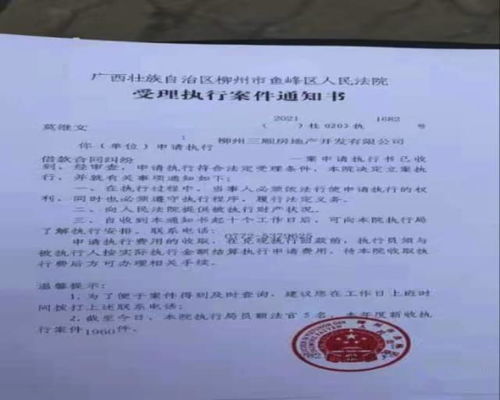 广西壮族自治区柳州市鱼峰区人民法院
受理执行案件通知书
2021 1682
( )桂0203执 号
莫继文 :
你(单位)申请执行 柳州三顺房地产开发有限公司
借款合同纠纷 一案申请执行书已收
到,经审查,申请执行符合法定受理条件,本院决定立案执
行,并就有关事项通知如下:
一、在执行过程中,当事人必须依法行使申请执行的权
利,同时也必须遵守执行程序,履行法定义务。
二、向人民法院提供被执行财产状况。
三、自收到本通知书起十个工作日后,可向本院执行局
了解执行安排。联系电话:
0772-5370625
申请执行费用的收取,在兑现执行回款前,执行员须与
被执行人按实际执行金额结算执行申请费用,待本院收取执
行费后方可办理相关手续。
温馨提示:
1.为了便于案件得到及时查询,建议您在工作日上班时
间拨打上述联系电话;
2.截至今日,本院执行局员额法官5名,本年度新收执
行案件1960件。